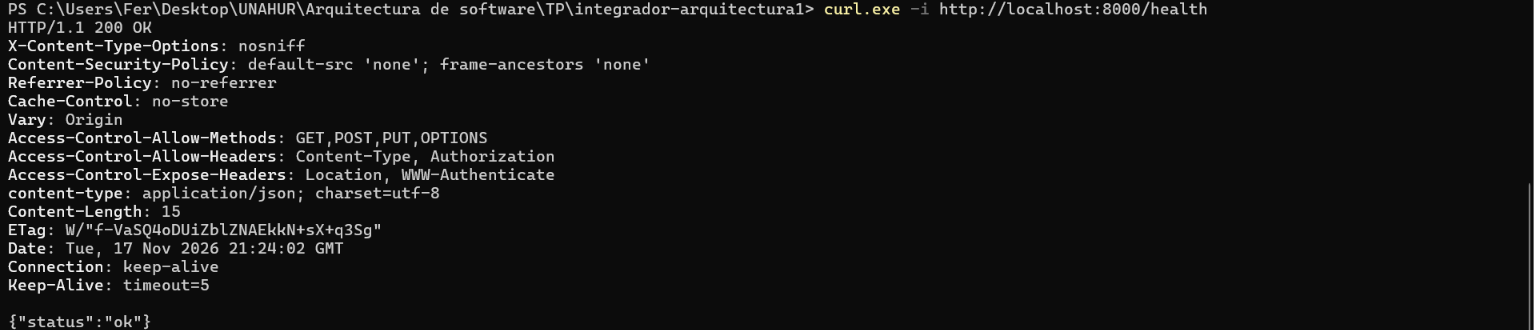 PS C:\Users\Fer\Desktop\UNAHUR\Arquitectura de software\TP\integrador-arquitectura1> curl.exe -i http://localhost:8000/health
HTTP/1.1 200 OK
X-Content-Type-Options: nosniff
Content-Security-Policy: default-src 'none'; frame-ancestors 'none'
Referrer-Policy: no-referrer
Cache-Control: no-store
Vary: Origin
Access-Control-Allow-Methods: GET,POST,PUT,OPTIONS
Access-Control-Allow-Headers: Content-Type, Authorization
Access-Control-Expose-Headers: Location, WWW-Authenticate
content-type: application/json; charset=utf-8
Content-Length: 15
ETag: W/"f-VaSQ4oDUiZblZNAEkkN+sX+q3Sg"
Date: Tue, 17 Nov 2026 21:24:02 GMT
Connection: keep-alive
Keep-Alive: timeout=5
{"status":"ok"}